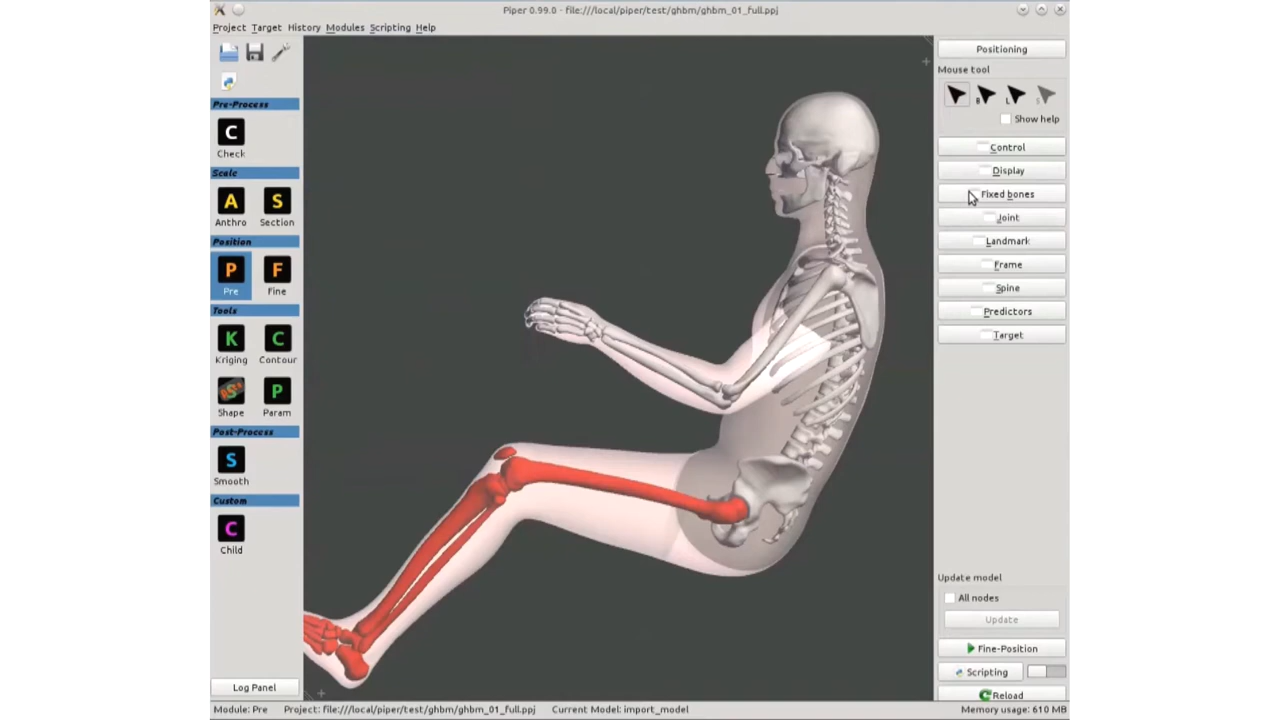 Piper 0.99.0 - file:///local/piper/test/ghbm/ghbm_01_full.ppj
Project Target History Modules Scripting Help
Pre-Process
C
Check
Scale
A S
Anthro Section
Position
P F
Pre Fine
Tools
K C
Kriging Contour
P
Shape Param
Post-Process
S
Smooth
Custom
C
Child
Log Panel
Positioning
Mouse tool
B L S
Show help
Control
Display
Fixed bones
Joint
Landmark
Frame
Spine
Predictors
Target
Update model
All nodes
Update
Fine-Position
Scripting
Reload
Module: Pre Project: file:///local/piper/test/ghbm/ghbm_01_full.ppj Current Model: import_model Memory usage: 610 MB